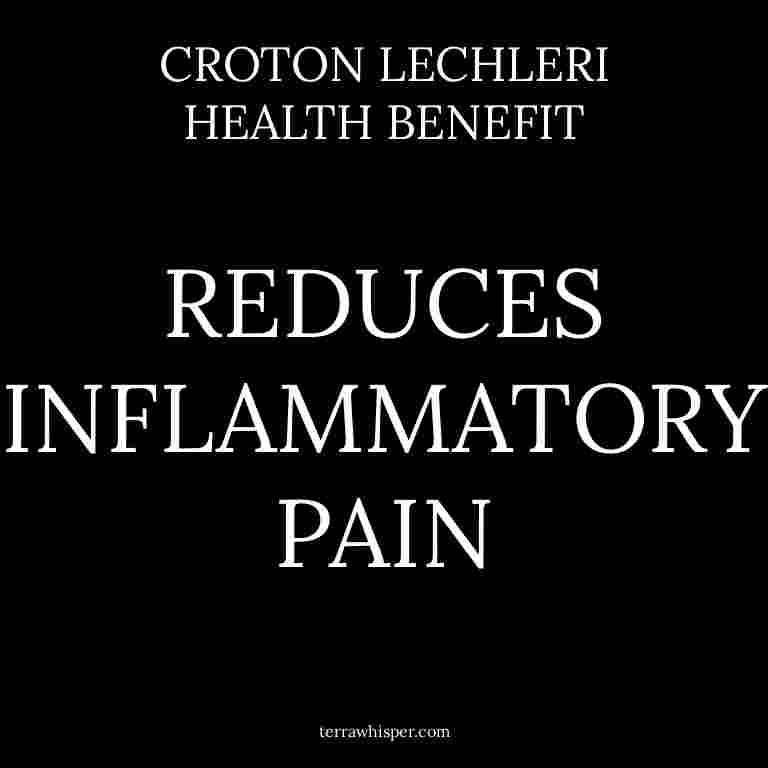 CROTON LECHLERI
HEALTH BENEFIT
REDUCES
INFLAMMATORY
PAIN
terrawhisper.com